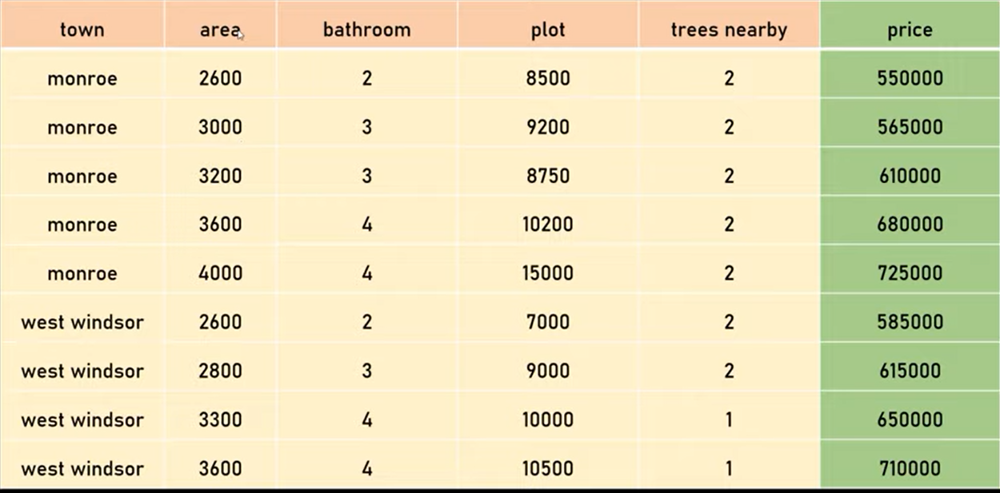 town area bathroom plot trees nearby price
monroe 2600 2 8500 2 550000
monroe 3000 3 9200 2 565000
monroe 3200 3 8750 2 610000
monroe 3600 4 10200 2 680000
monroe 4000 4 15000 2 725000
west windsor 2600 2 7000 2 585000
west windsor 2800 3 9000 2 615000
west windsor 3300 4 10000 1 650000
west windsor 3600 4 10500 1 710000